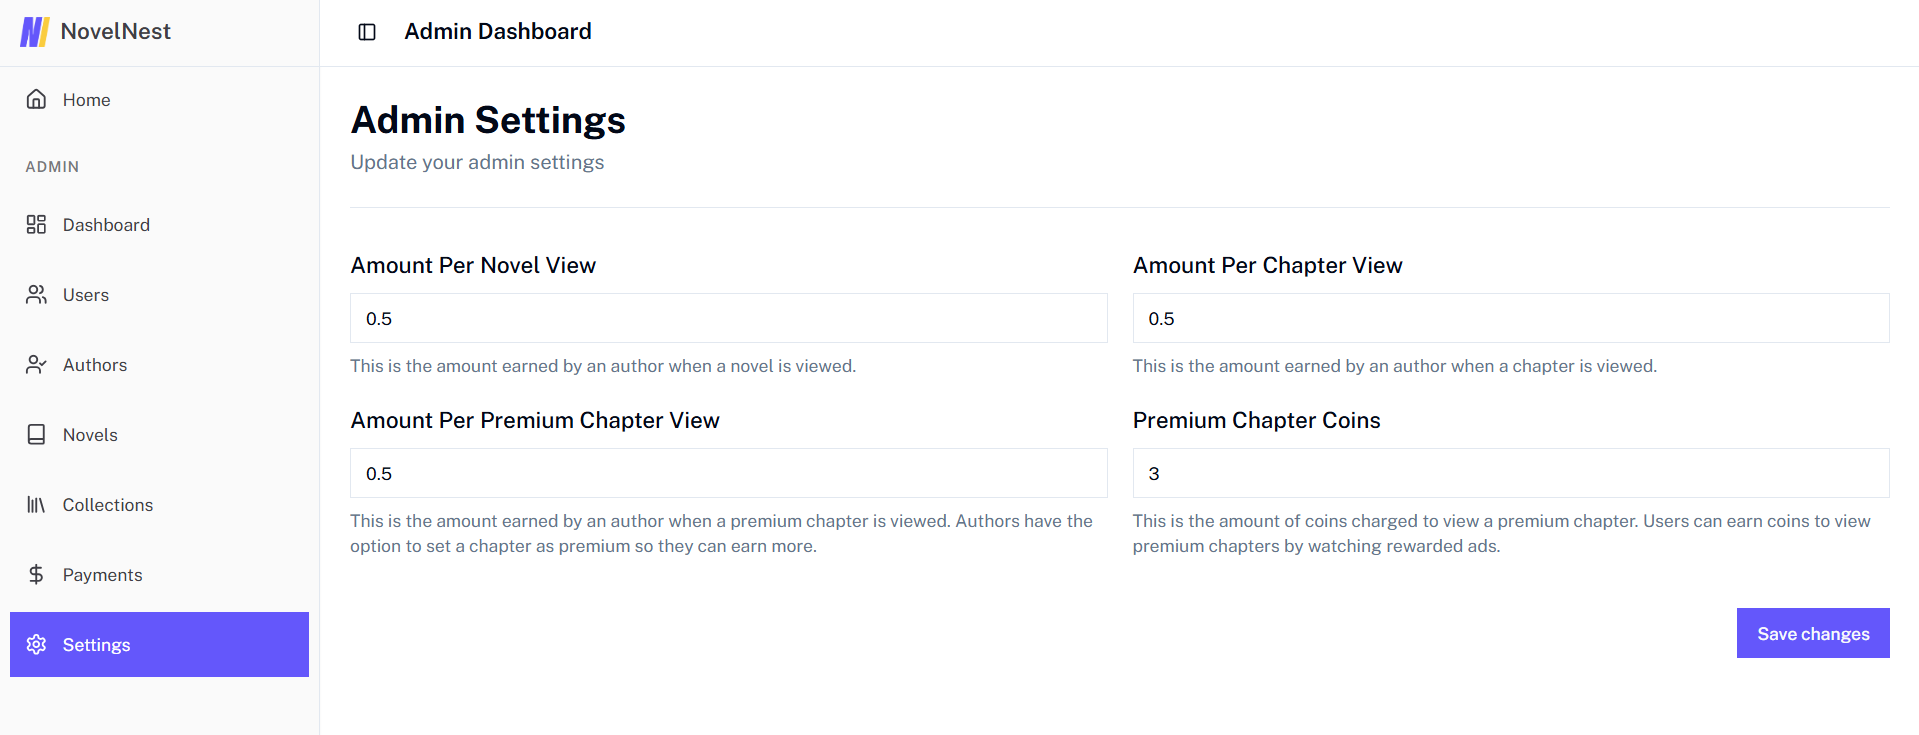 NovelNest
Admin Dashboard
Home
ADMIN
Dashboard
Users
Authors
Novels
Collections
Payments
Settings
Admin Settings
Update your admin settings
Amount Per Novel View
0.5
This is the amount earned by an author when a novel is viewed.
Amount Per Chapter View
0.5
This is the amount earned by an author when a chapter is viewed.
Amount Per Premium Chapter View
0.5
This is the amount earned by an author when a premium chapter is viewed. Authors have the
option to set a chapter as premium so they can earn more.
Premium Chapter Coins
3
This is the amount of coins charged to view a premium chapter. Users can earn coins to view
premium chapters by watching rewarded ads.
Save changes